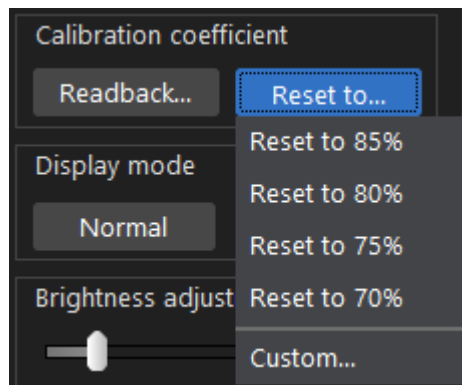 Calibration coefficient
Readback...
Reset to...
Reset to 85%
Display mode
Reset to 80%
Normal
Reset to 75%
Brightness adjust
Reset to 70%
Custom...